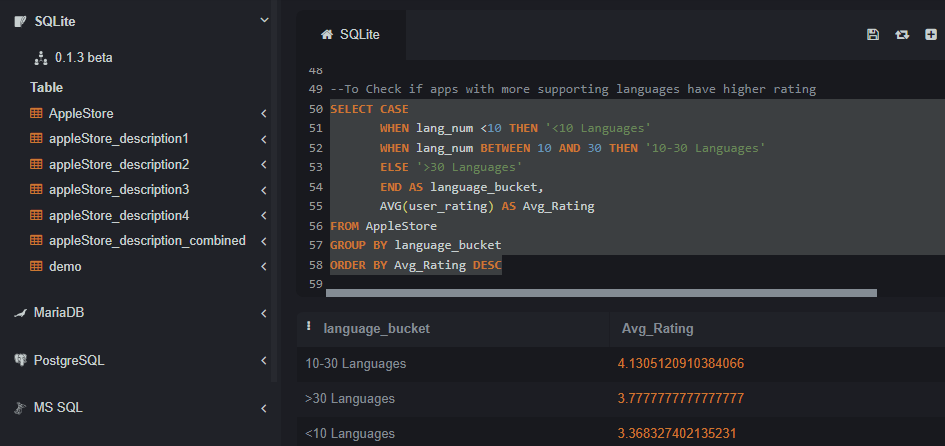 SQLite
0.1.3 beta
Table
AppleStore
appleStore_description1
appleStore_description2
appleStore_description3
appleStore_description4
appleStore_description_combined
demo
MariaDB
PostgreSQL
MS SQL
SQLite
48
49 --To Check if apps with more supporting languages have higher rating
50 SELECT CASE
51 WHEN lang_num <10 THEN '<10 Languages'
52 WHEN lang_num BETWEEN 10 AND 30 THEN '10-30 Languages'
53 ELSE '>30 Languages'
54 END AS language_bucket,
55 AVG(user_rating) AS Avg_Rating
56 FROM AppleStore
57 GROUP BY language_bucket
58 ORDER BY Avg_Rating DESC
59
language_bucket Avg_Rating
10-30 Languages 4.1305120910384066
>30 Languages 3.7777777777777777
<10 Languages 3.368327402135231